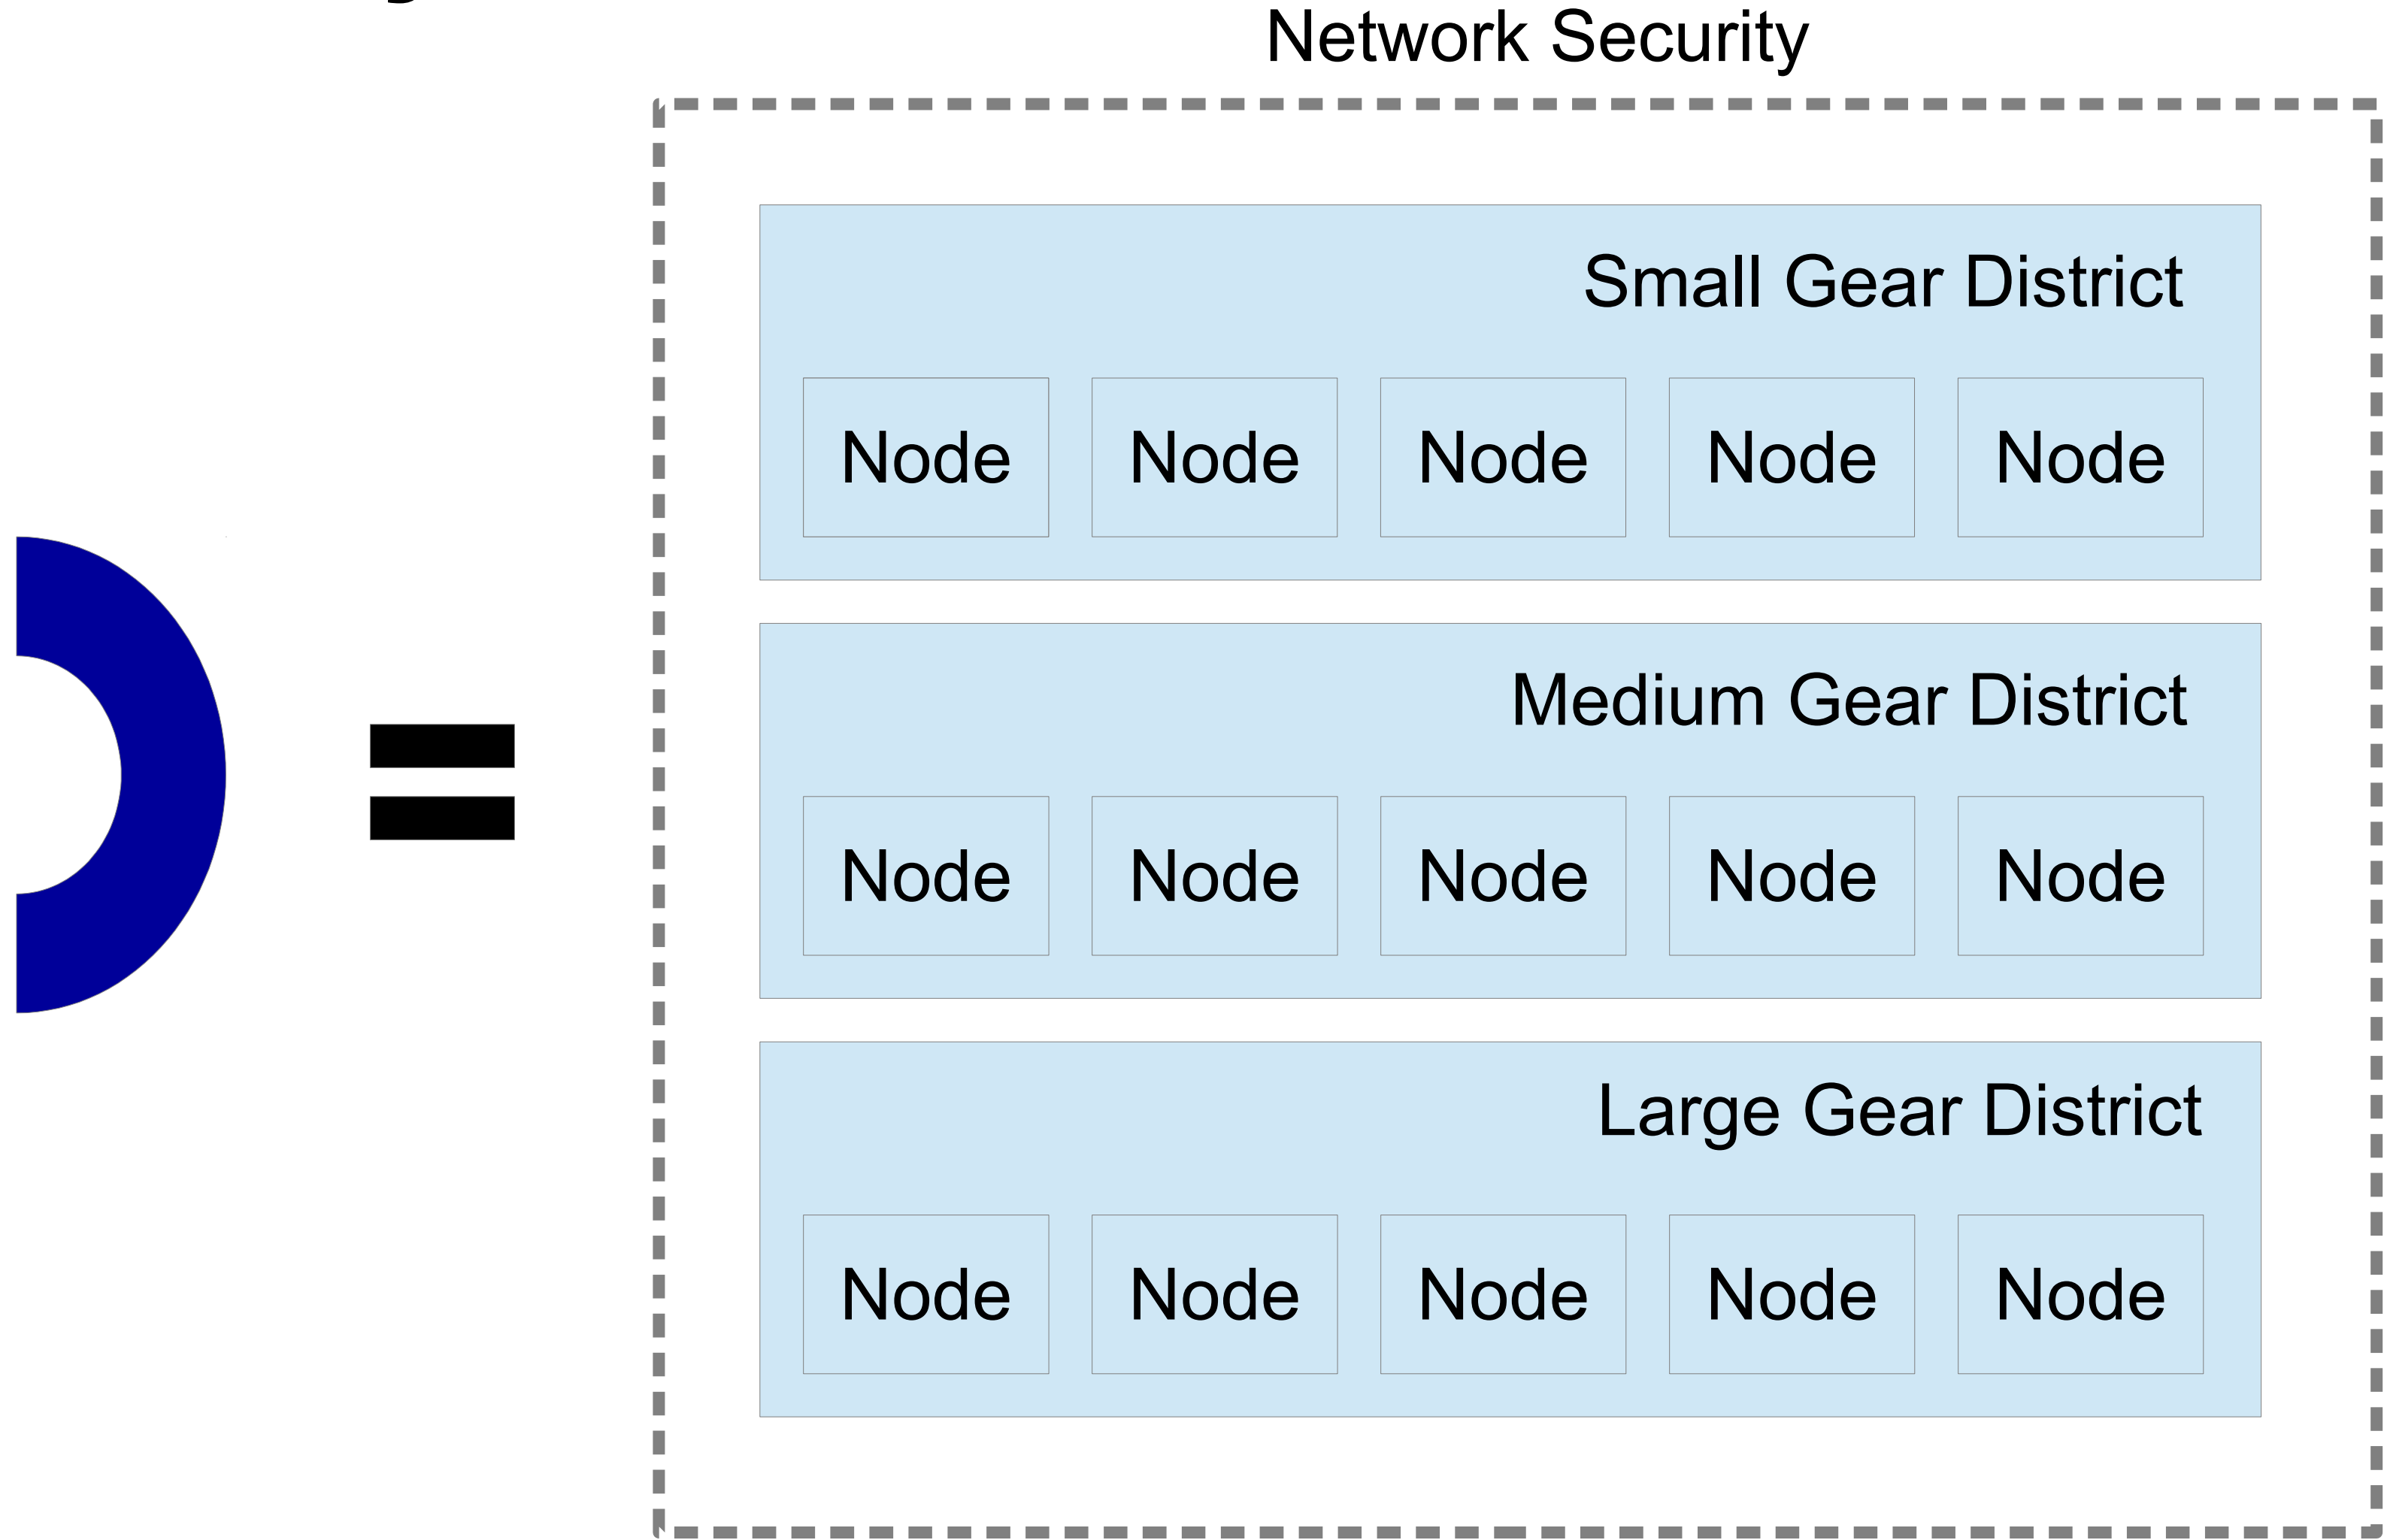 Network Security
Small Gear District
Node Node Node Node Node
Medium Gear District
Node Node Node Node Node
Large Gear District
Node Node Node Node Node